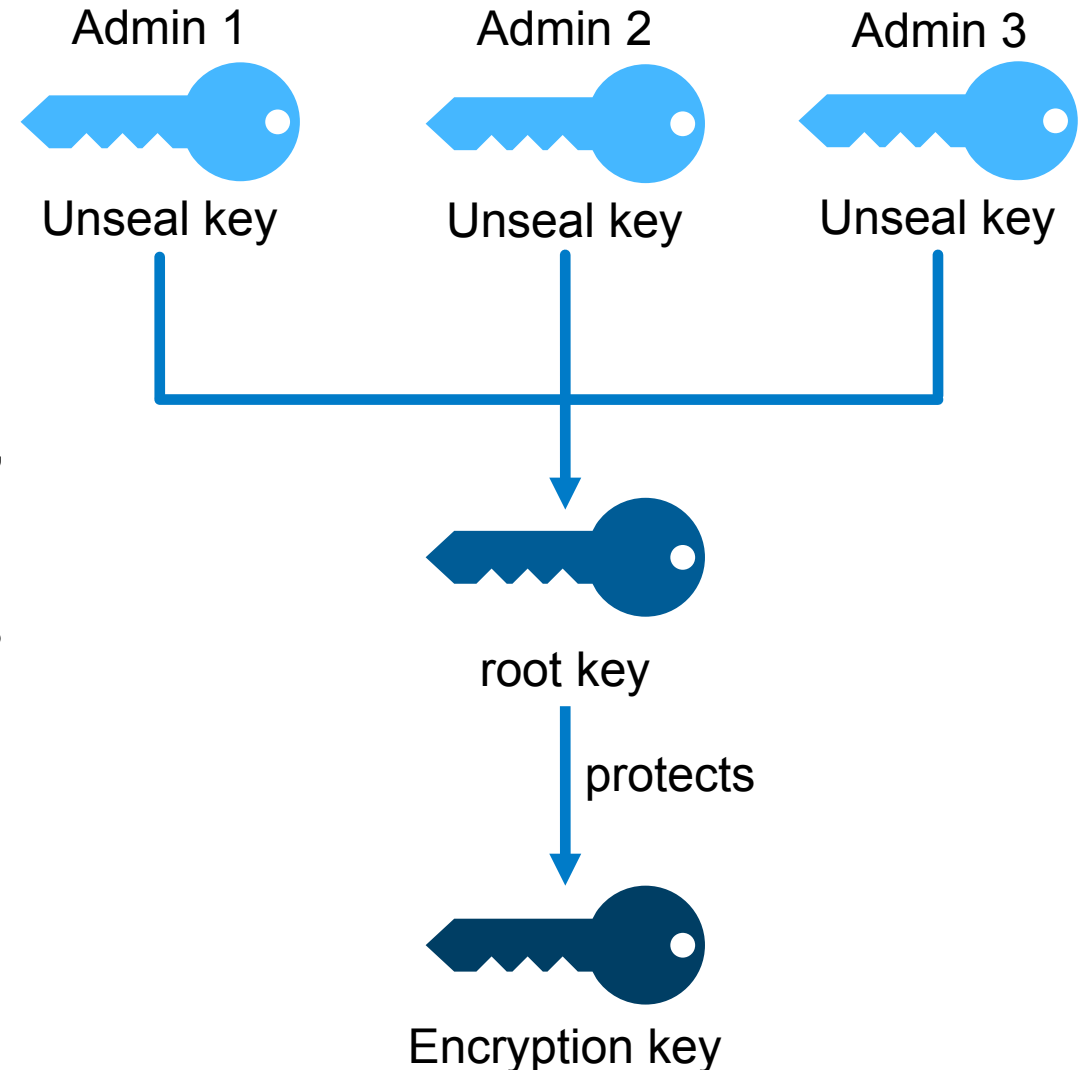 Admin 1
Admin 2
Admin 3
Unseal key
Unseal key
Unseal key
root key
protects
Encryption key